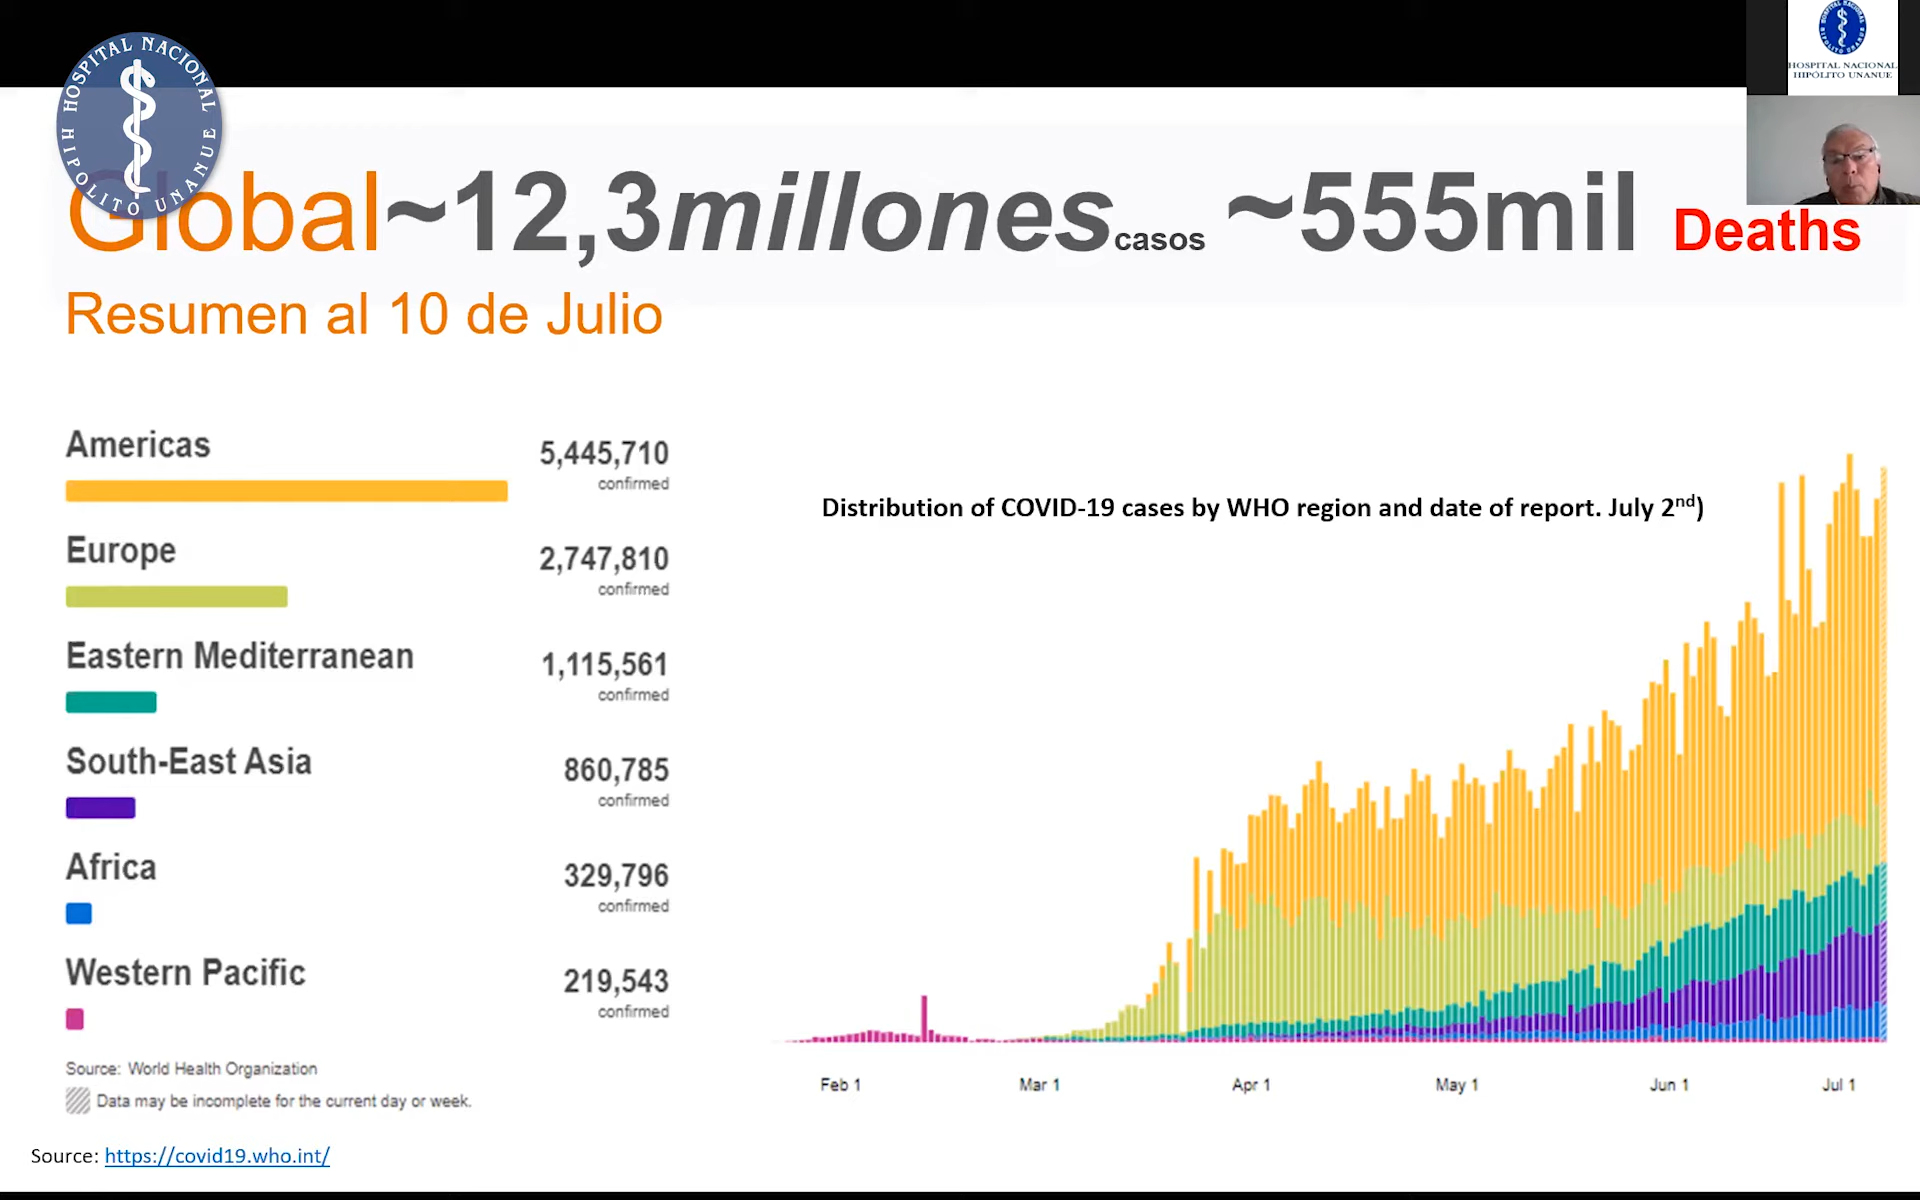 HOSPITAL NACIONAL
HIPÓLITO UNANUE
HOSPITAL NACIONAL
HIPÓLITO UNANUE
HOSPITAL NACIONAL
HIPOLITO UNANUE
Global ~12,3millones casos ~555mil Deaths
Resumen al 10 de Julio
Americas
5,445,710
confirmed
Europe
2,747,810
confirmed
Eastern Mediterranean
1,115,561
confirmed
South-East Asia
860,785
confirmed
Africa
329,796
confirmed
Western Pacific
219,543
confirmed
Source: World Health Organization
Data may be incomplete for the current day or week.
Distribution of COVID-19 cases by WHO region and date of report. July 2nd)
Feb 1 Mar 1 Apr 1 May 1 Jun 1 Jul 1
Source: https://covid19.who.int/